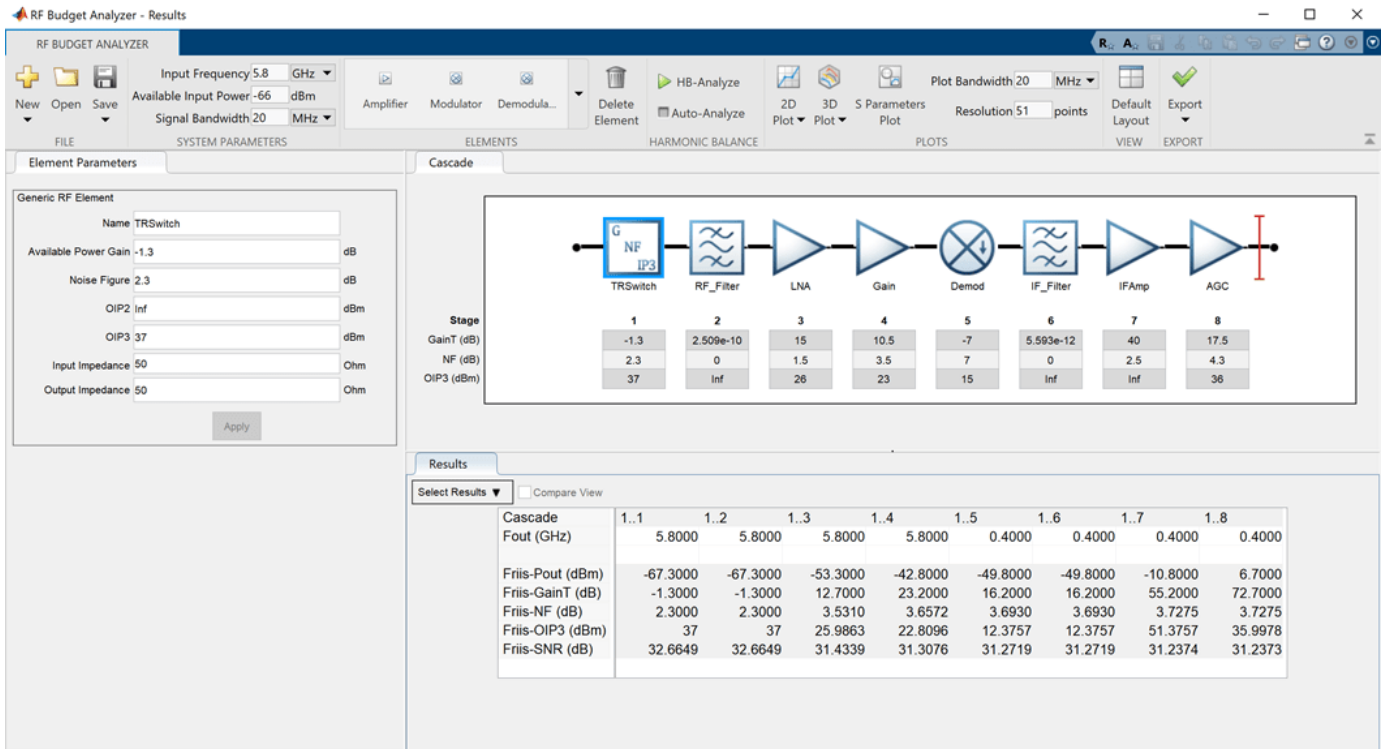 RF Budget Analyzer - Results
RF BUDGET ANALYZER
New Open Save
FILE
Input Frequency 5.8 GHz
Available Input Power -66 dBm
Signal Bandwidth 20 MHz
SYSTEM PARAMETERS
Amplifier Modulator Demodula...
ELEMENTS
Delete Element
HB-Analyze
Auto-Analyze
HARMONIC BALANCE
2D Plot 3D Plot S Parameters Plot
Plot Bandwidth 20 MHz
Resolution 51 points
PLOTS
Default Layout
VIEW
Export
EXPORT
Element Parameters
Generic RF Element
Name TRSwitch
Available Power Gain -1.3 dB
Noise Figure 2.3 dB
OIP2 Inf dBm
OIP3 37 dBm
Input Impedance 50 Ohm
Output Impedance 50 Ohm
Apply
Cascade
G NF IP3
TRSwitch RF_Filter LNA Gain Demod IF_Filter IFAmp AGC
Stage 1 2 3 4 5 6 7 8
GainT (dB) -1.3 2.509e-10 15 10.5 -7 5.593e-12 40 17.5
NF (dB) 2.3 0 1.5 3.5 7 0 2.5 4.3
OIP3 (dBm) 37 Inf 26 23 15 Inf Inf 36
Results
Select Results ▼ Compare View
Cascade 1..1 1..2 1..3 1..4 1..5 1..6 1..7 1..8
Fout (GHz) 5.8000 5.8000 5.8000 5.8000 0.4000 0.4000 0.4000 0.4000
Friis-Pout (dBm) -67.3000 -67.3000 -53.3000 -42.8000 -49.8000 -49.8000 -10.8000 6.7000
Friis-GainT (dB) -1.3000 -1.3000 12.7000 23.2000 16.2000 16.2000 55.2000 72.7000
Friis-NF (dB) 2.3000 2.3000 3.5310 3.6572 3.6930 3.6930 3.7275 3.7275
Friis-OIP3 (dBm) 37 37 25.9863 22.8096 12.3757 12.3757 51.3757 35.9978
Friis-SNR (dB) 32.6649 32.6649 31.4339 31.3076 31.2719 31.2719 31.2374 31.2373